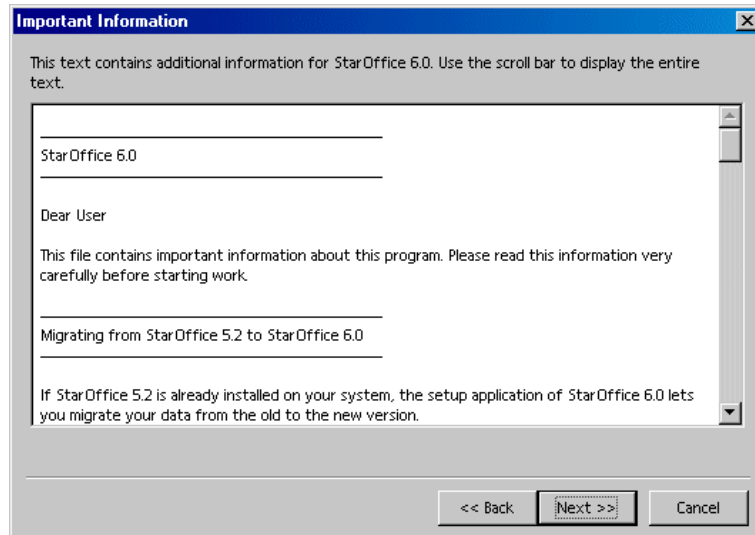 Important Information
This text contains additional information for StarOffice 6.0. Use the scroll bar to display the entire
text.
StarOffice 6.0
Dear User
This file contains important information about this program. Please read this information very
carefully before starting work.
Migrating from StarOffice 5.2 to StarOffice 6.0
If StarOffice 5.2 is already installed on your system, the setup application of StarOffice 6.0 lets
you migrate your data from the old to the new version.
<< Back Next >> Cancel